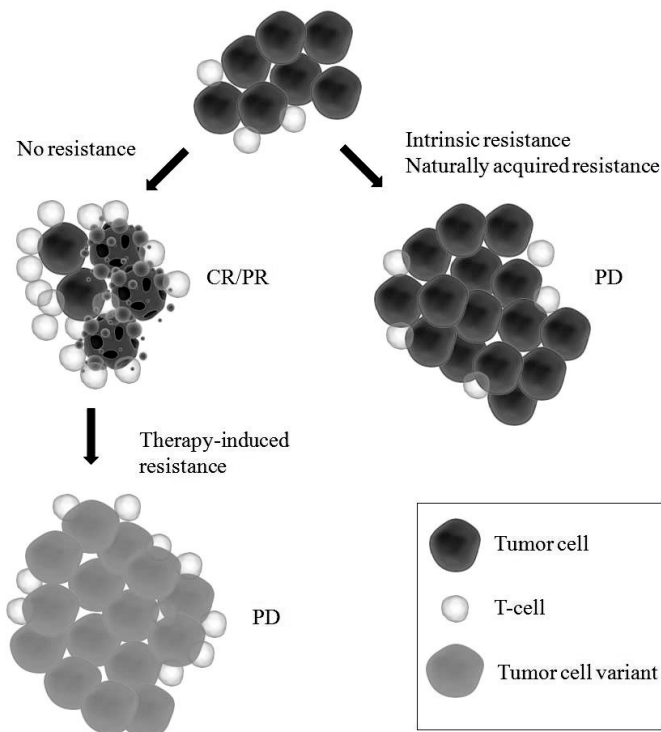 No resistance
Intrinsic resistance
Naturally acquired resistance
CR/PR
PD
Therapy-induced
resistance
PD
Tumor cell
T-cell
Tumor cell variant